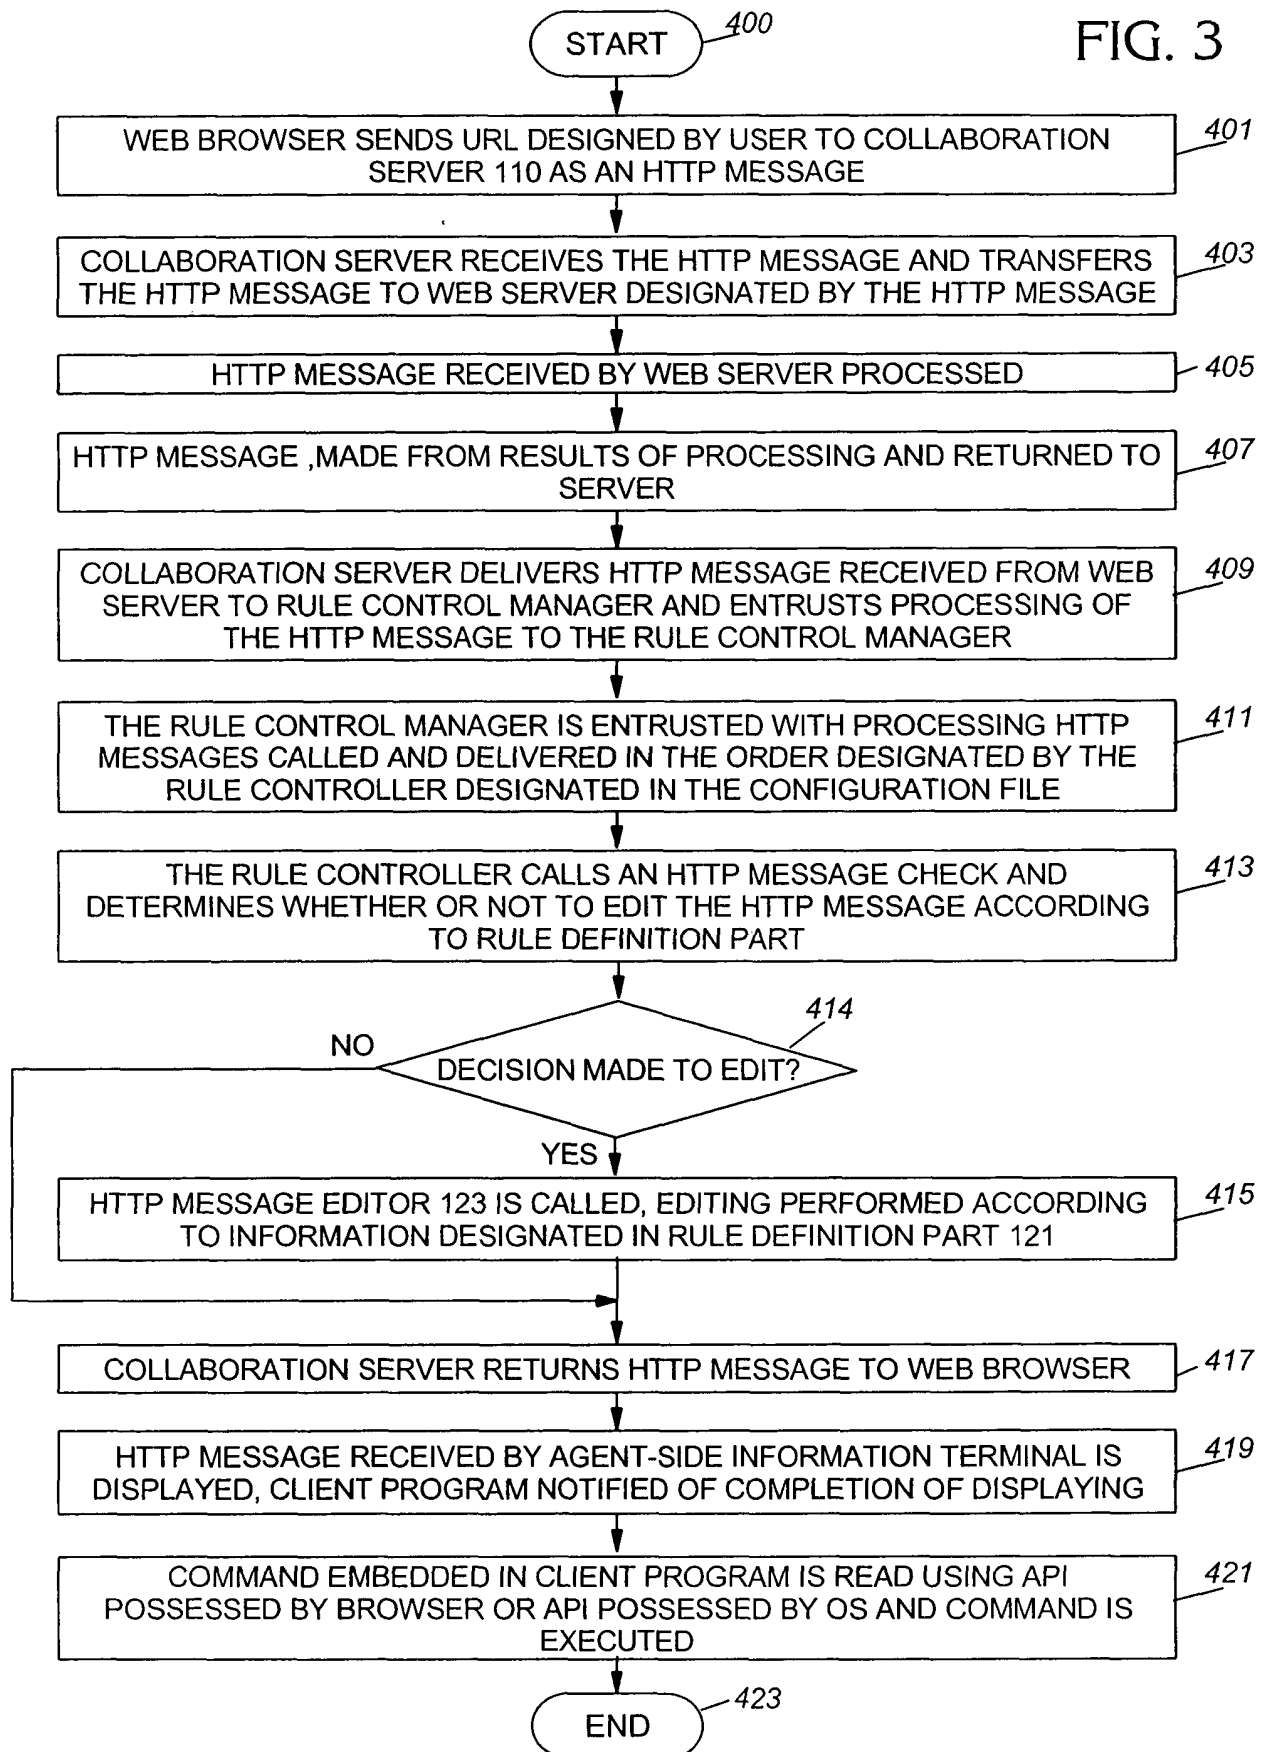 FIG. 3
START
400
WEB BROWSER SENDS URL DESIGNED BY USER TO COLLABORATION
SERVER 110 AS AN HTTP MESSAGE
401
COLLABORATION SERVER RECEIVES THE HTTP MESSAGE AND TRANSFERS
THE HTTP MESSAGE TO WEB SERVER DESIGNATED BY THE HTTP MESSAGE
403
HTTP MESSAGE RECEIVED BY WEB SERVER PROCESSED
405
HTTP MESSAGE ,MADE FROM RESULTS OF PROCESSING AND RETURNED TO
SERVER
407
COLLABORATION SERVER DELIVERS HTTP MESSAGE RECEIVED FROM WEB
SERVER TO RULE CONTROL MANAGER AND ENTRUSTS PROCESSING OF
THE HTTP MESSAGE TO THE RULE CONTROL MANAGER
409
THE RULE CONTROL MANAGER IS ENTRUSTED WITH PROCESSING HTTP
MESSAGES CALLED AND DELIVERED IN THE ORDER DESIGNATED BY THE
RULE CONTROLLER DESIGNATED IN THE CONFIGURATION FILE
411
THE RULE CONTROLLER CALLS AN HTTP MESSAGE CHECK AND
DETERMINES WHETHER OR NOT TO EDIT THE HTTP MESSAGE ACCORDING
TO RULE DEFINITION PART
413
DECISION MADE TO EDIT?
414
NO
YES
HTTP MESSAGE EDITOR 123 IS CALLED, EDITING PERFORMED ACCORDING
TO INFORMATION DESIGNATED IN RULE DEFINITION PART 121
415
COLLABORATION SERVER RETURNS HTTP MESSAGE TO WEB BROWSER
417
HTTP MESSAGE RECEIVED BY AGENT-SIDE INFORMATION TERMINAL IS
DISPLAYED, CLIENT PROGRAM NOTIFIED OF COMPLETION OF DISPLAYING
419
COMMAND EMBEDDED IN CLIENT PROGRAM IS READ USING API
POSSESSED BY BROWSER OR API POSSESSED BY OS AND COMMAND IS
EXECUTED
421
END
423